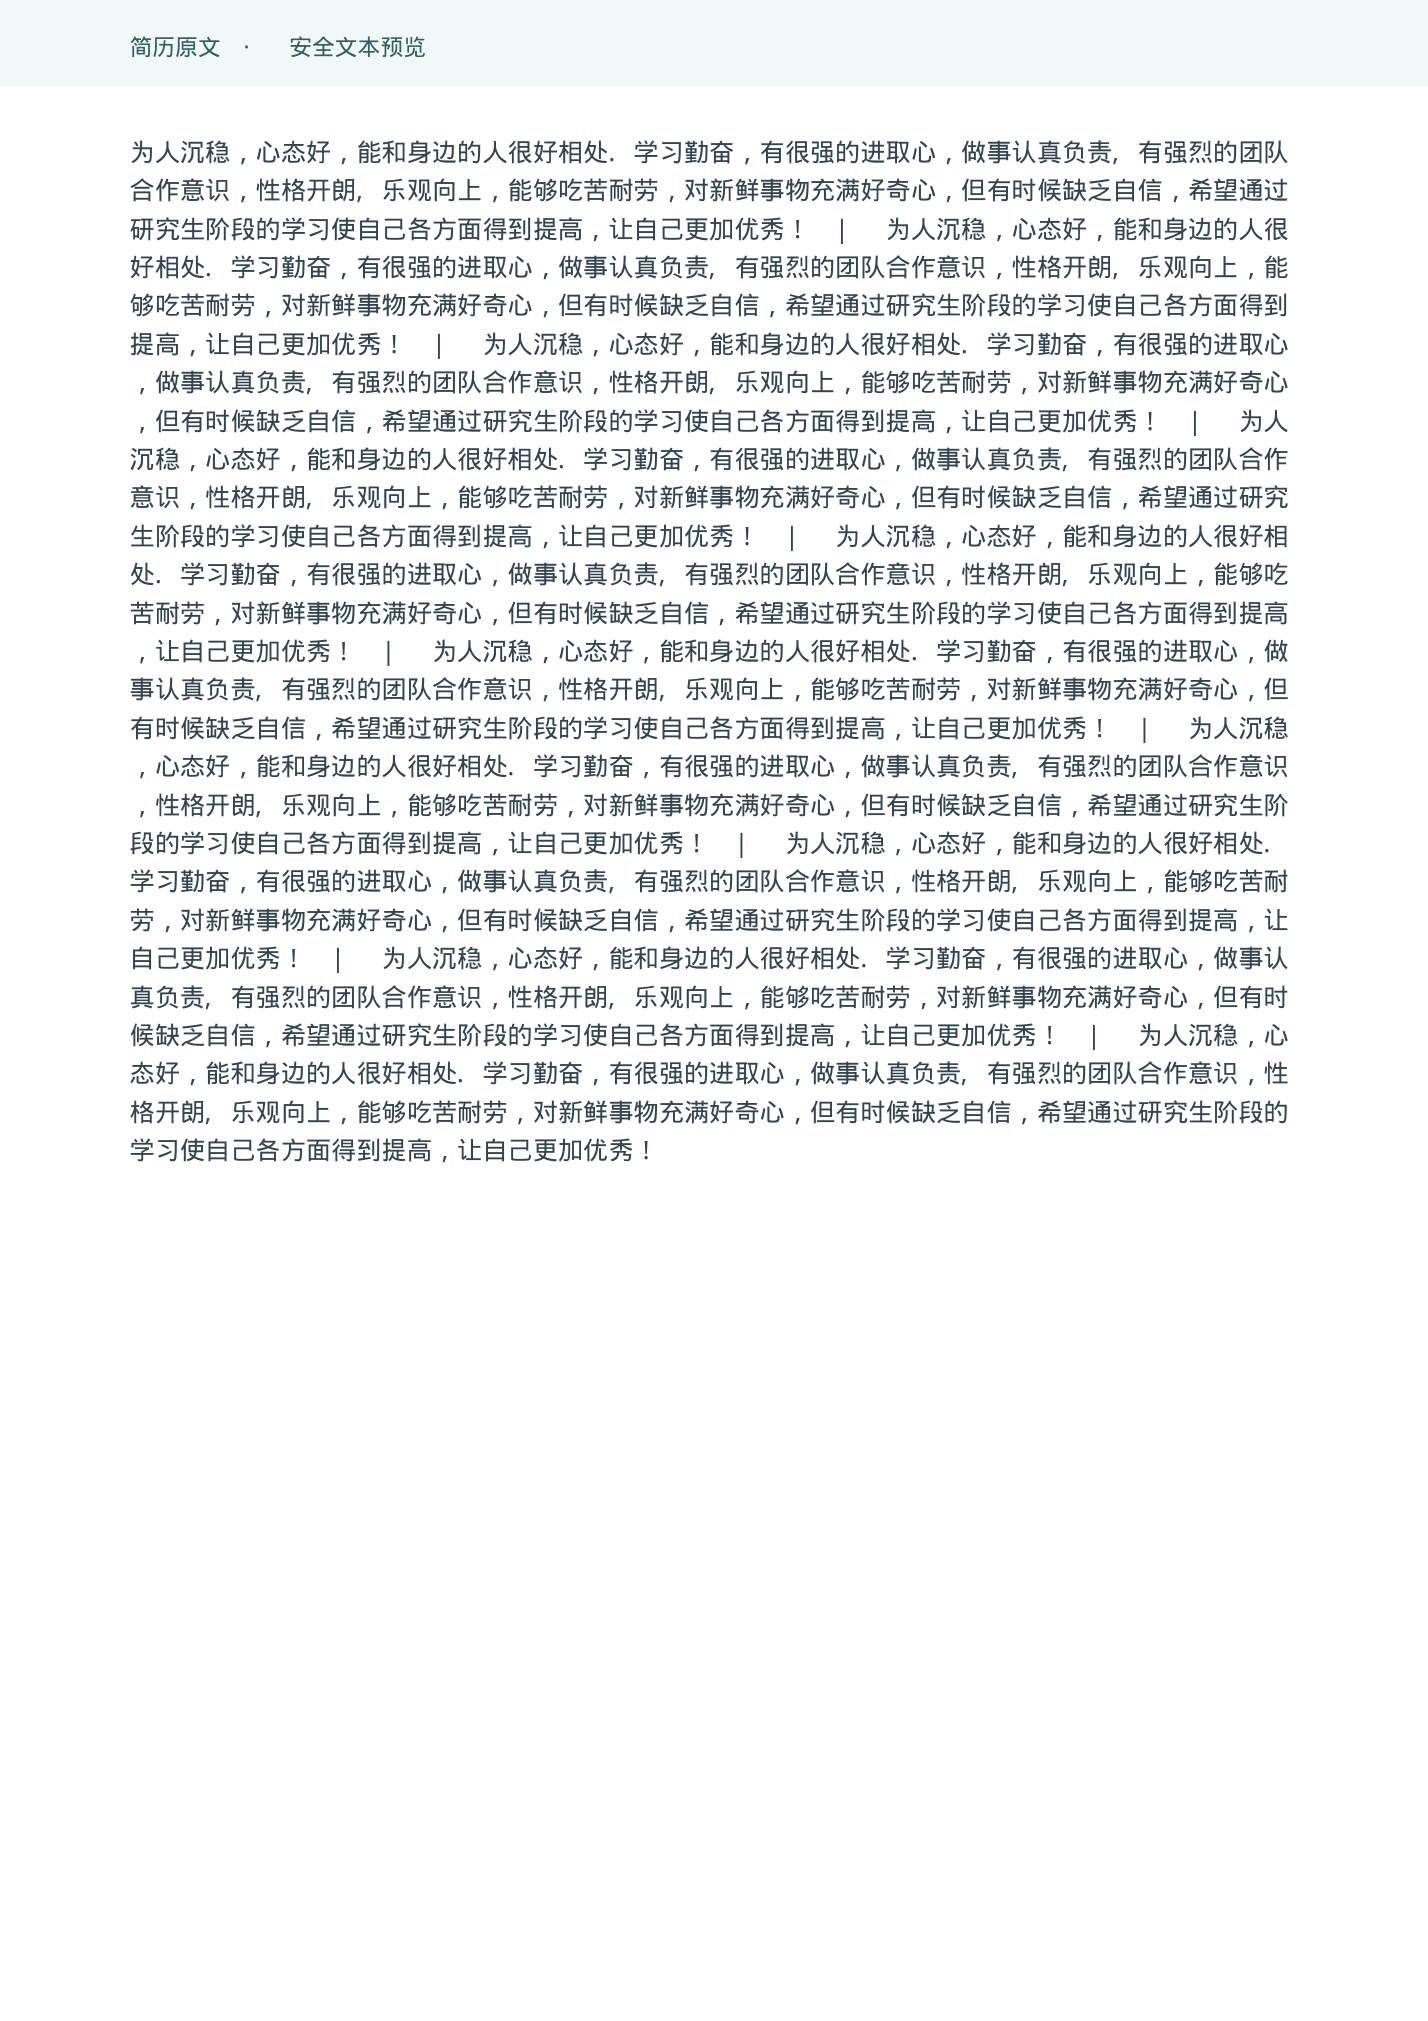 简历原文 · 安全文本预览
为人沉稳，心态好，能和身边的人很好相处. 学习勤奋，有很强的进取心，做事认真负责, 有强烈的团队
合作意识，性格开朗, 乐观向上，能够吃苦耐劳，对新鲜事物充满好奇心，但有时候缺乏自信，希望通过
研究生阶段的学习使自己各方面得到提高，让自己更加优秀！ | 为人沉稳，心态好，能和身边的人很
好相处. 学习勤奋，有很强的进取心，做事认真负责, 有强烈的团队合作意识，性格开朗, 乐观向上，能
够吃苦耐劳，对新鲜事物充满好奇心，但有时候缺乏自信，希望通过研究生阶段的学习使自己各方面得到
提高，让自己更加优秀！ | 为人沉稳，心态好，能和身边的人很好相处. 学习勤奋，有很强的进取心
，做事认真负责, 有强烈的团队合作意识，性格开朗, 乐观向上，能够吃苦耐劳，对新鲜事物充满好奇心
，但有时候缺乏自信，希望通过研究生阶段的学习使自己各方面得到提高，让自己更加优秀！ | 为人
沉稳，心态好，能和身边的人很好相处. 学习勤奋，有很强的进取心，做事认真负责, 有强烈的团队合作
意识，性格开朗, 乐观向上，能够吃苦耐劳，对新鲜事物充满好奇心，但有时候缺乏自信，希望通过研究
生阶段的学习使自己各方面得到提高，让自己更加优秀！ | 为人沉稳，心态好，能和身边的人很好相
处. 学习勤奋，有很强的进取心，做事认真负责, 有强烈的团队合作意识，性格开朗, 乐观向上，能够吃
苦耐劳，对新鲜事物充满好奇心，但有时候缺乏自信，希望通过研究生阶段的学习使自己各方面得到提高
，让自己更加优秀！ | 为人沉稳，心态好，能和身边的人很好相处. 学习勤奋，有很强的进取心，做
事认真负责, 有强烈的团队合作意识，性格开朗, 乐观向上，能够吃苦耐劳，对新鲜事物充满好奇心，但
有时候缺乏自信，希望通过研究生阶段的学习使自己各方面得到提高，让自己更加优秀！ | 为人沉稳
，心态好，能和身边的人很好相处. 学习勤奋，有很强的进取心，做事认真负责, 有强烈的团队合作意识
，性格开朗, 乐观向上，能够吃苦耐劳，对新鲜事物充满好奇心，但有时候缺乏自信，希望通过研究生阶
段的学习使自己各方面得到提高，让自己更加优秀！ | 为人沉稳，心态好，能和身边的人很好相处.
学习勤奋，有很强的进取心，做事认真负责, 有强烈的团队合作意识，性格开朗, 乐观向上，能够吃苦耐
劳，对新鲜事物充满好奇心，但有时候缺乏自信，希望通过研究生阶段的学习使自己各方面得到提高，让
自己更加优秀！ | 为人沉稳，心态好，能和身边的人很好相处. 学习勤奋，有很强的进取心，做事认
真负责, 有强烈的团队合作意识，性格开朗, 乐观向上，能够吃苦耐劳，对新鲜事物充满好奇心，但有时
候缺乏自信，希望通过研究生阶段的学习使自己各方面得到提高，让自己更加优秀！ | 为人沉稳，心
态好，能和身边的人很好相处. 学习勤奋，有很强的进取心，做事认真负责, 有强烈的团队合作意识，性
格开朗, 乐观向上，能够吃苦耐劳，对新鲜事物充满好奇心，但有时候缺乏自信，希望通过研究生阶段的
学习使自己各方面得到提高，让自己更加优秀！